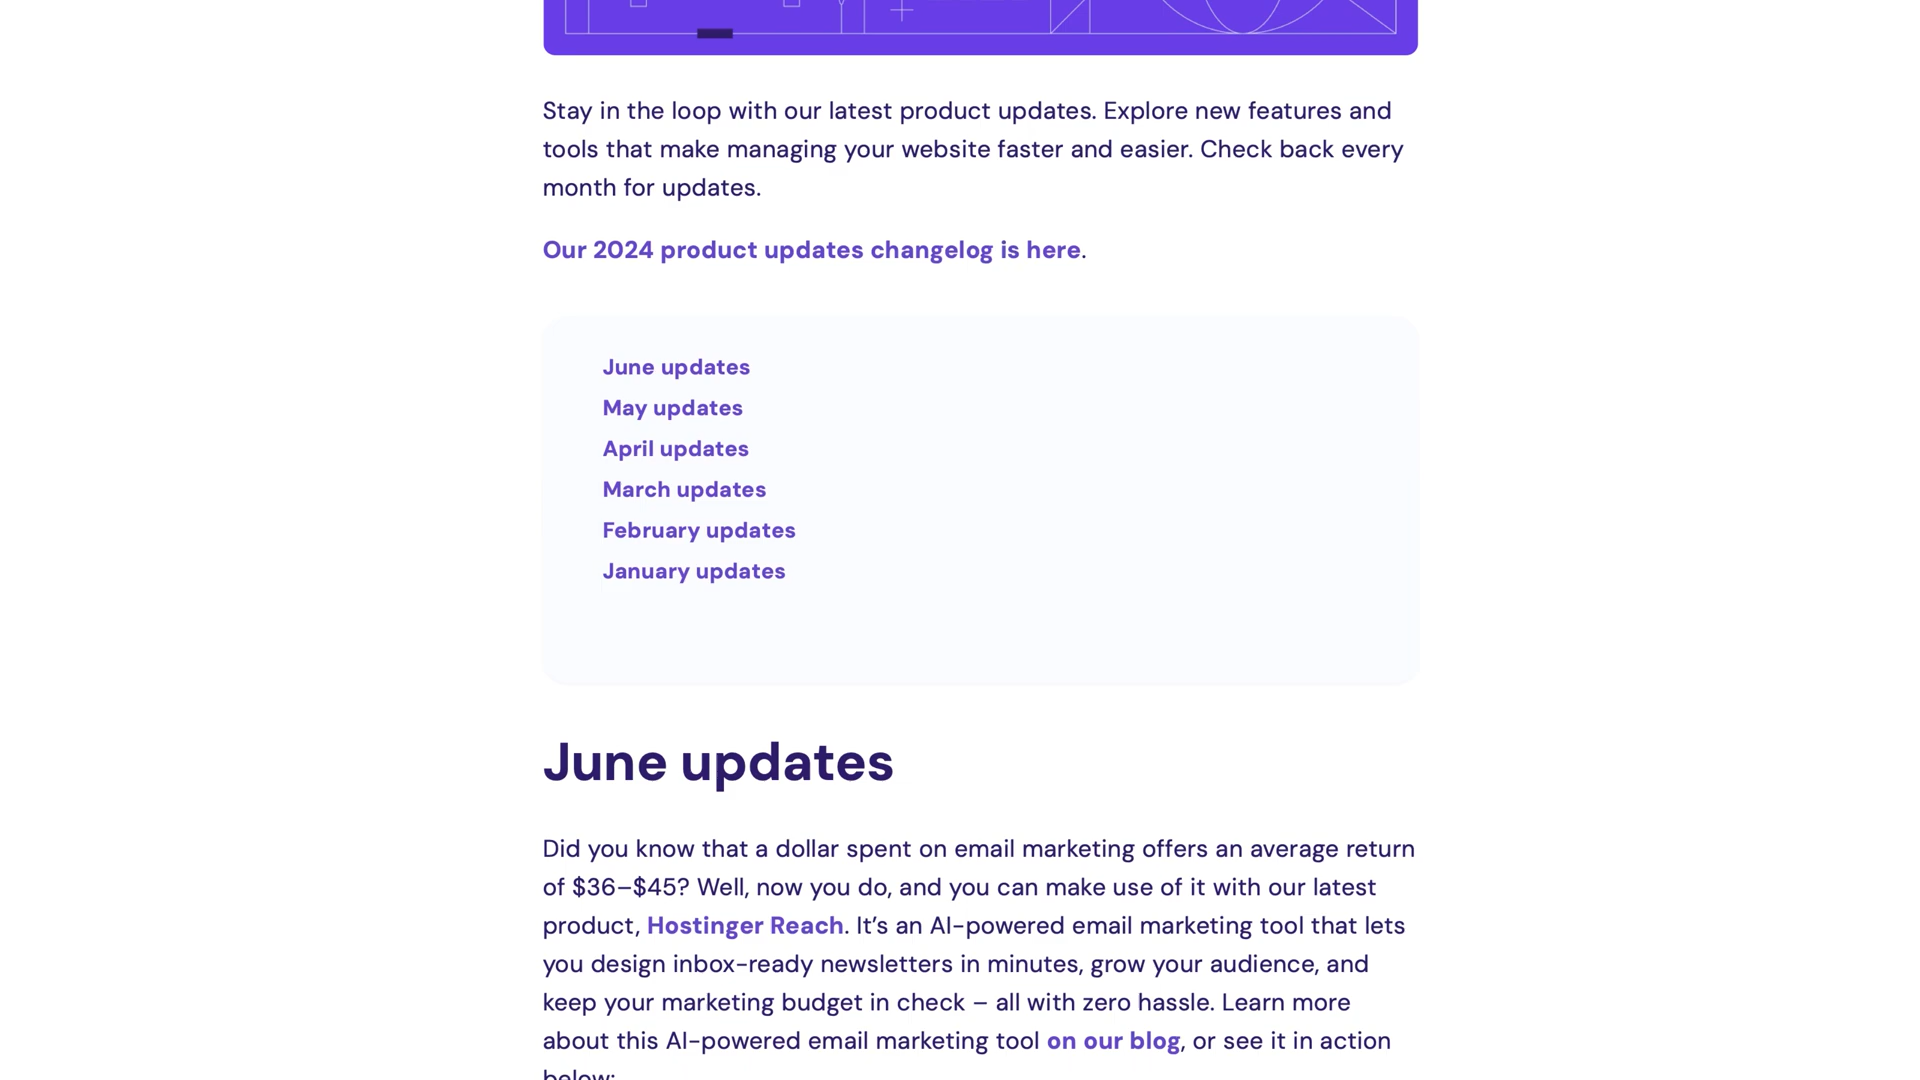 Stay in the loop with our latest product updates. Explore new features and
tools that make managing your website faster and easier. Check back every
month for updates.
Our 2024 product updates changelog is here.
June updates
May updates
April updates
March updates
February updates
January updates
June updates
Did you know that a dollar spent on email marketing offers an average return
of $36–$45? Well, now you do, and you can make use of it with our latest
product, Hostinger Reach. It’s an AI-powered email marketing tool that lets
you design inbox-ready newsletters in minutes, grow your audience, and
keep your marketing budget in check – all with zero hassle. Learn more
about this AI-powered email marketing tool on our blog, or see it in action
below: